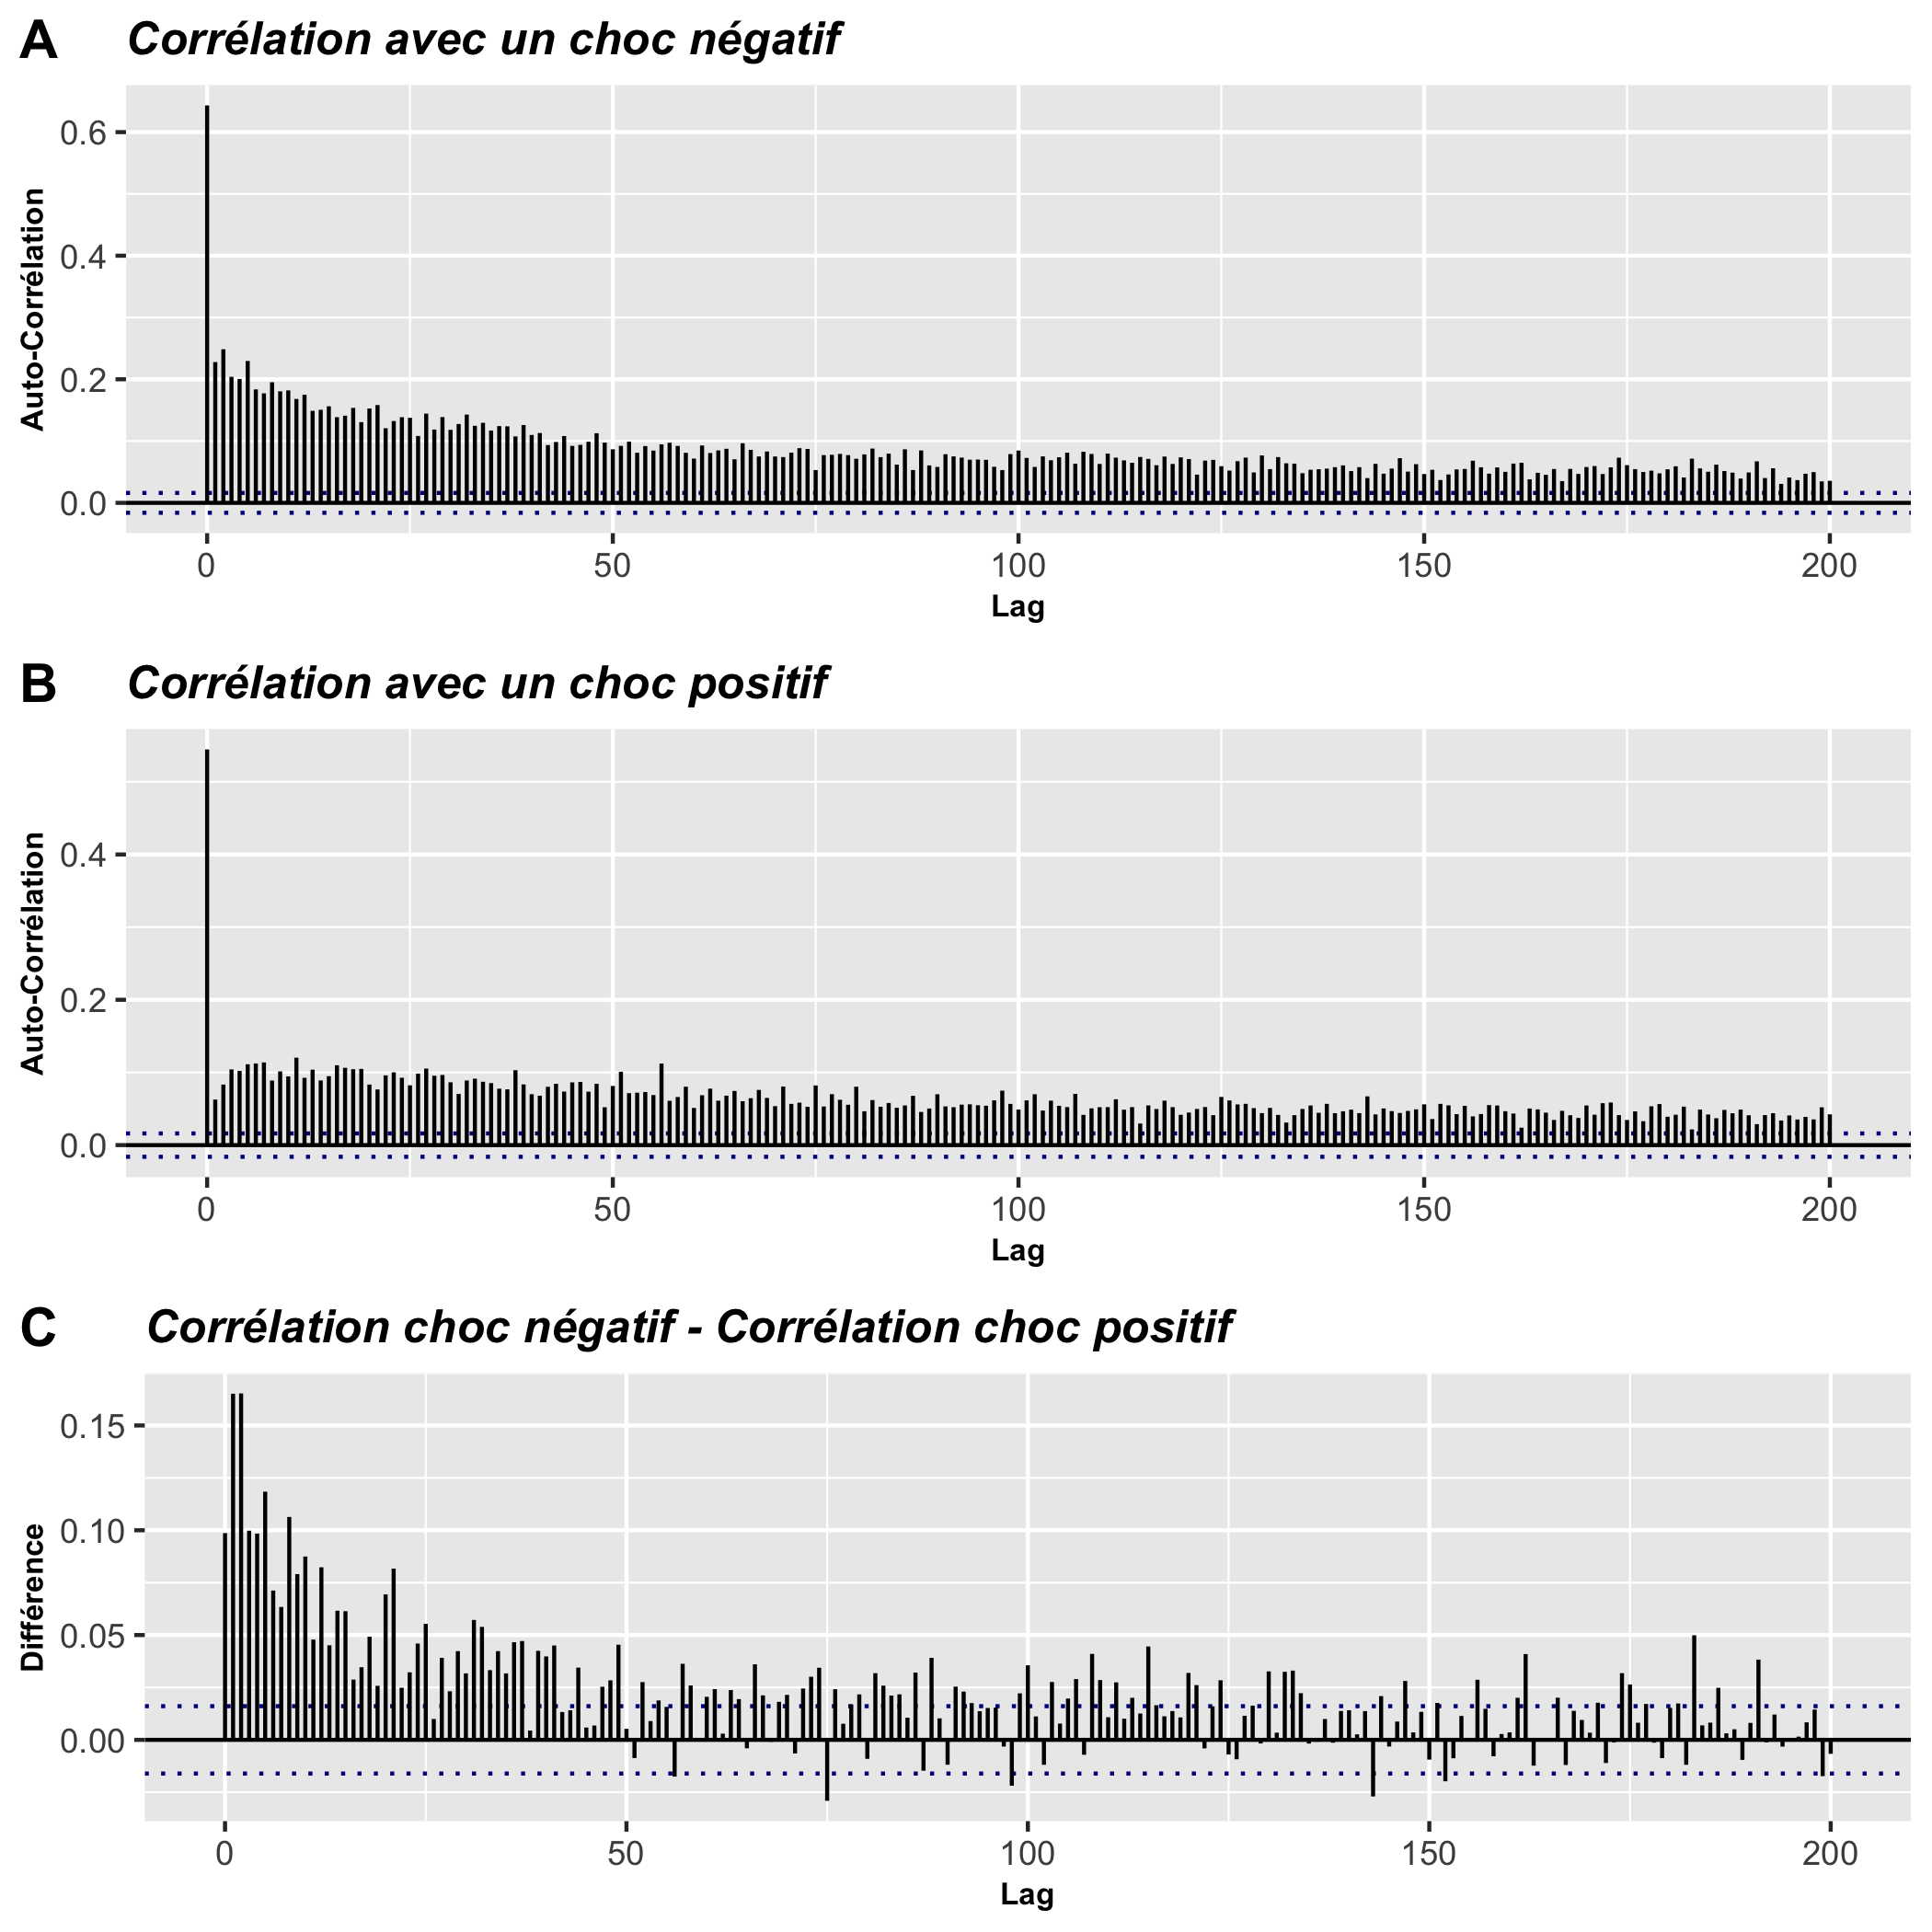 A Corrélation avec un choc négatif
Auto-Corrélation
0.6
0.4
0.2
0.0
0 50 100 150 200
Lag
B Corrélation avec un choc positif
Auto-Corrélation
0.4
0.2
0.0
0 50 100 150 200
Lag
C Corrélation choc négatif - Corrélation choc positif
Différence
0.15
0.10
0.05
0.00
0 50 100 150 200
Lag